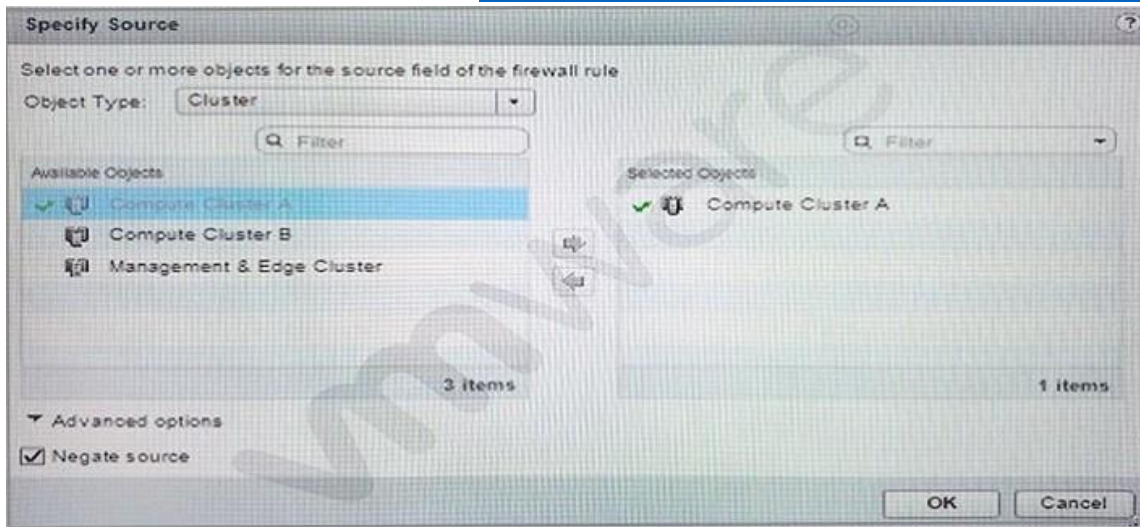 Specify Source
?
Select one or more objects for the source field of the firewall rule
Object Type: Cluster
Filter
Filter
Available Objects
Selected Objects
Compute Cluster A
Compute Cluster A
Compute Cluster B
Management & Edge Cluster
3 items
1 items
Advanced options
Negate source
OK
Cancel
vmware